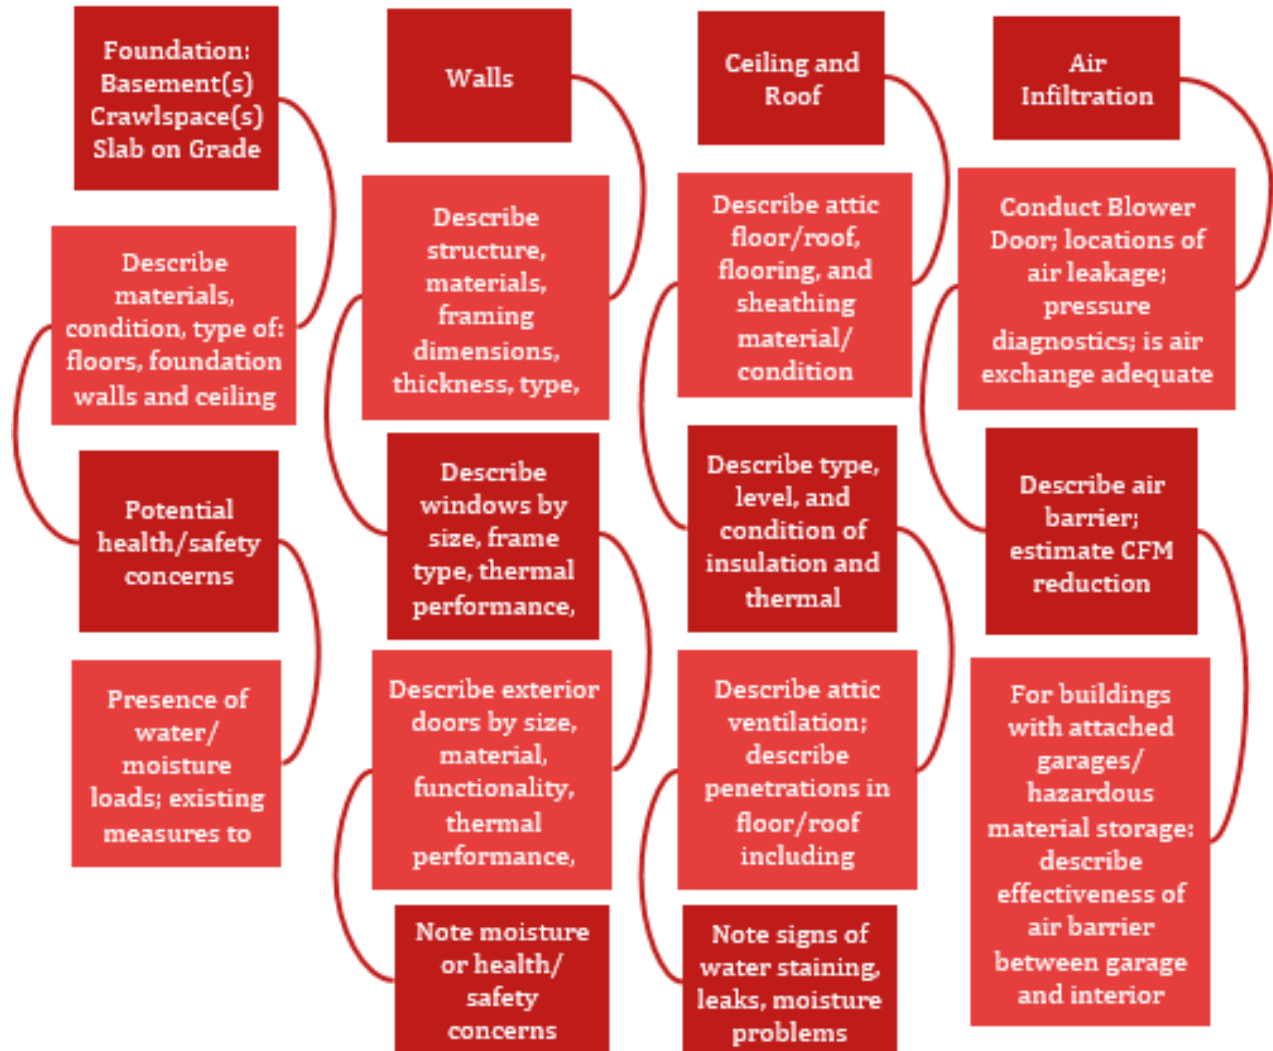 Foundation:
Basement(s)
Crawlspace(s)
Slab on Grade
Describe
materials,
condition, type of:
floors, foundation
walls and ceiling
Potential
health/safety
concerns
Presence of
water/
moisture
loads; existing
measures to
Walls
Describe
structure,
materials,
framing
dimensions,
thickness, type,
Describe
windows by
size, frame
type, thermal
performance,
Describe exterior
doors by size,
material,
functionality,
thermal
performance,
Note moisture
or health/
safety
concerns
Ceiling and
Roof
Describe attic
floor/roof,
flooring, and
sheathing
material/
condition
Describe type,
level, and
condition of
insulation and
thermal
Describe attic
ventilation;
describe
penetrations in
floor/roof
including
Note signs of
water staining,
leaks, moisture
problems
Air
Infiltration
Conduct Blower
Door; locations of
air leakage;
pressure
diagnostics; is air
exchange adequate
Describe air
barrier;
estimate CFM
reduction
For buildings
with attached
garages/
hazardous
material storage:
describe
effectiveness of
air barrier
between garage
and interior